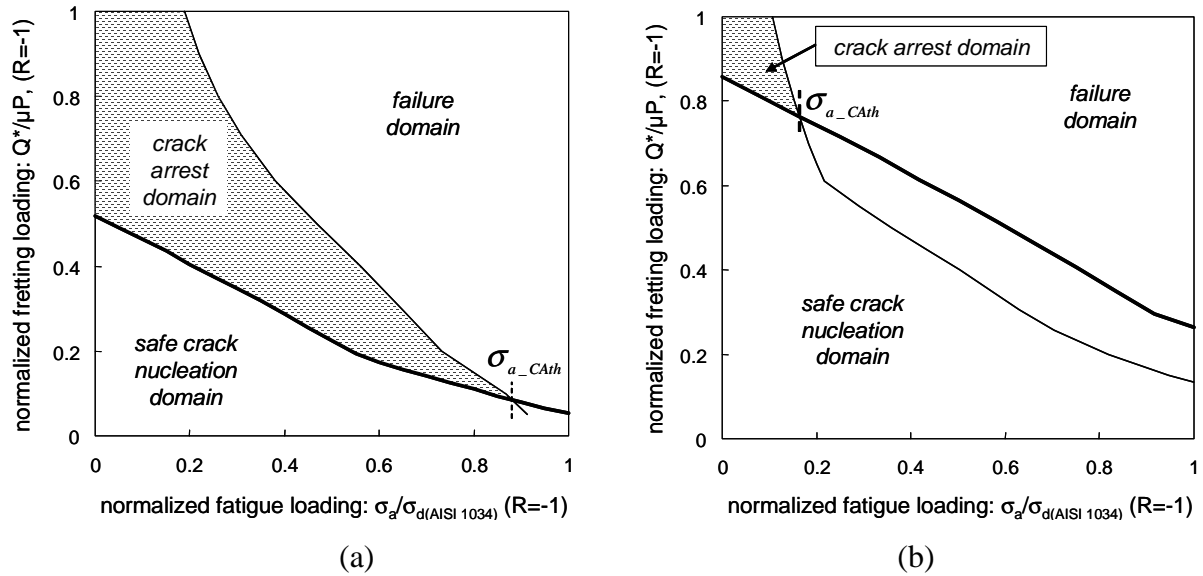 normalized fretting loading: Q*/μP, (R=-1)
1
0.8
0.6
0.4
0.2
0
failure
domain
crack
arrest
domain
safe crack
nucleation
domain
σa_CAth
0 0.2 0.4 0.6 0.8 1
normalized fatigue loading: σa/σd(AISI 1034) (R=-1)
(a)
normalized fretting loading: Q*/μP, (R=-1)
1
0.8
0.6
0.4
0.2
0
crack arrest domain
σa_CAth
failure
domain
safe crack
nucleation
domain
0 0.2 0.4 0.6 0.8 1
normalized fatigue loading: σa/σd(AISI 1034) (R=-1)
(b)